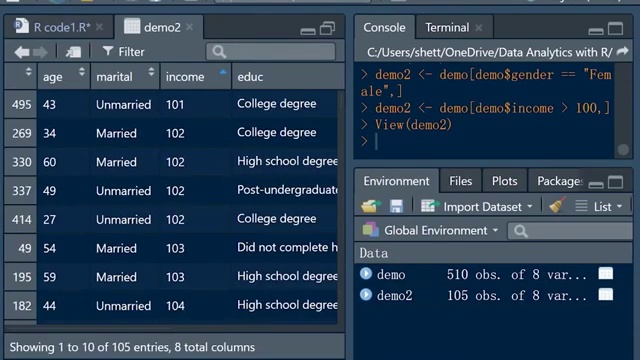 R code1.R*
demo2
Filter
age marital income educ
495 43 Unmarried 101 College degree
269 34 Married 102 College degree
330 60 Married 102 High school degree
337 49 Unmarried 102 Post-undergraduate
414 27 Unmarried 102 College degree
49 54 Married 103 Did not complete h
195 59 Married 103 High school degree
182 44 Unmarried 104 High school degree
Showing 1 to 10 of 105 entries, 8 total columns
Console Terminal
C:/Users/shett/OneDrive/Data Analytics with R/
> demo2 <- demo[demo$gender == "Fem
ale",]
> demo2 <- demo[demo$income > 100,]
> View(demo2)
>
Environment Files Plots Packages
Import Dataset List
Global Environment
Data
demo 510 obs. of 8 var...
demo2 105 obs. of 8 var...